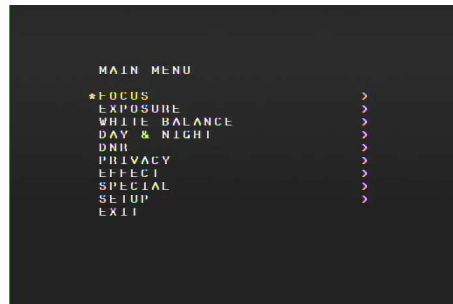 MAIN MENU
*FOCUS >
EXPOSURE >
WHITE BALANCE >
DAY & NIGHT >
DNR >
PRIVACY >
EFFECT >
SPECIAL >
SETUP >
EXIT